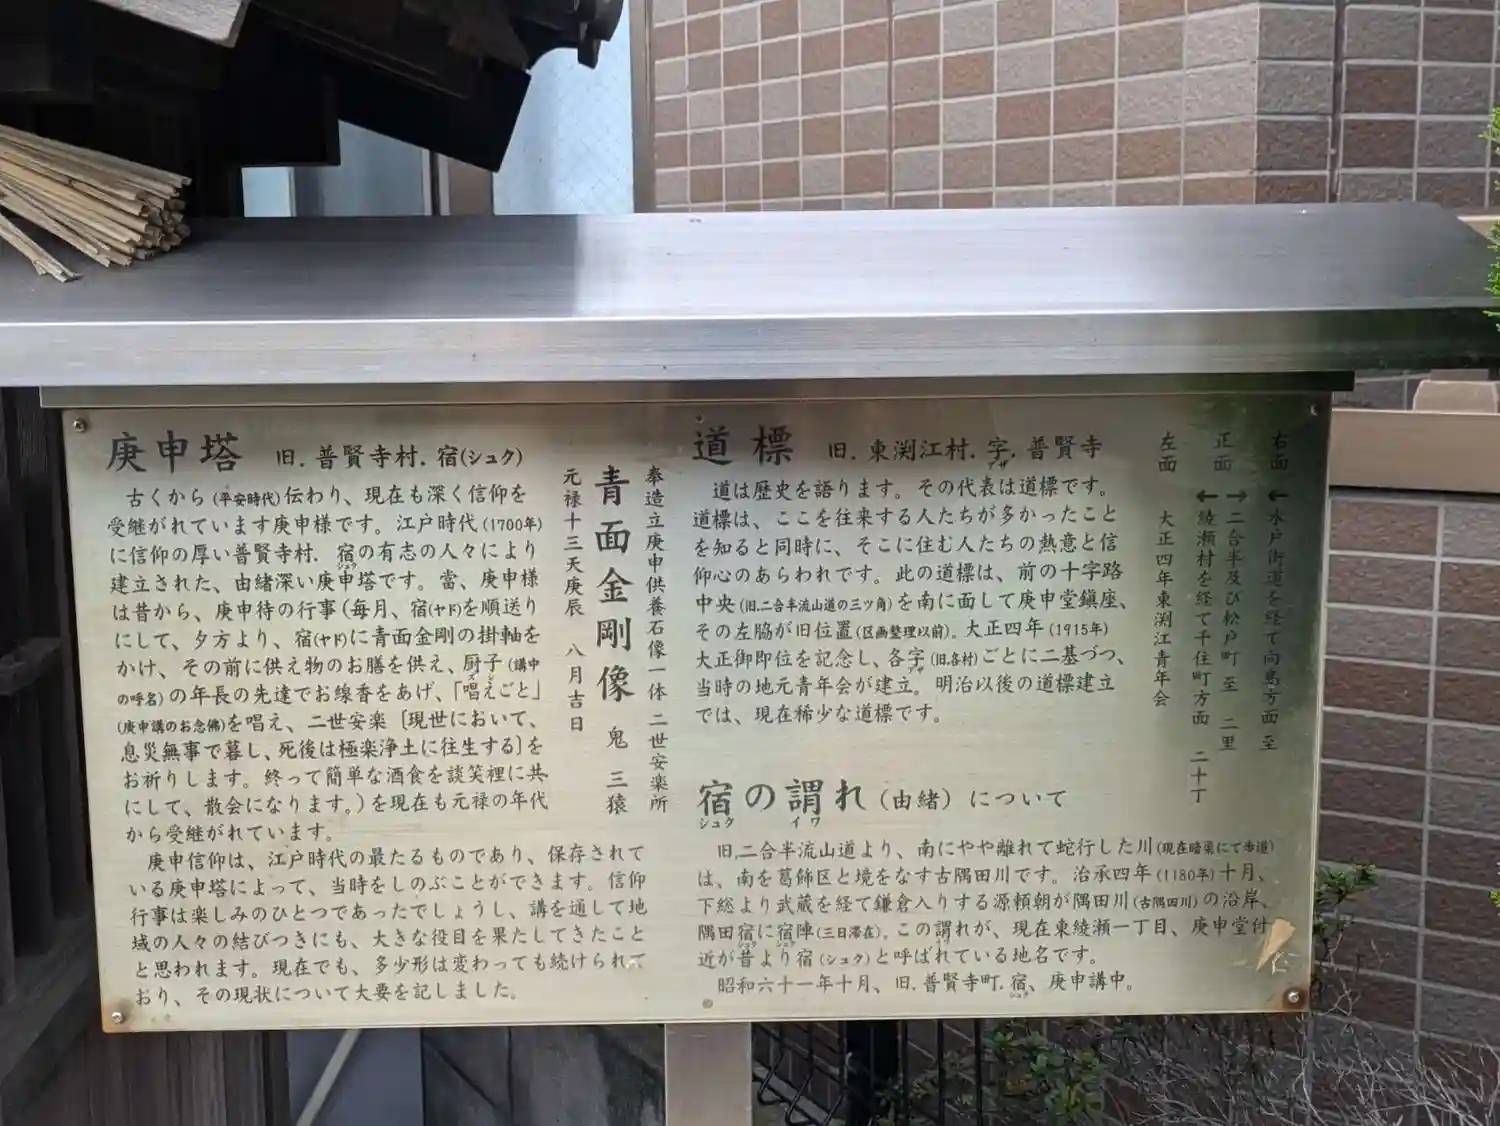 庚申塔 旧.普賢寺村.宿(シュク)
古くから(平安時代)伝わり、現在も深く信仰を
受継がれています庚申様です。江戸時代(1700年)
に信仰の厚い普賢寺村.宿の有志の人々により
シュク
建立された、由緒深い庚申塔です。當、庚申様
は昔から、庚申待の行事(毎月、宿(ヤド)を順送り
にして、夕方より、宿(ヤド)に青面金剛の掛軸を
かけ、その前に供え物のお膳を供え、厨子(講中
ズシ
の呼名)の年長の先達でお線香をあげ、「唱えごと」
(庚申講のお念佛)を唱え、二世安楽〔現世において、
息災無事で暮し、死後は極楽浄土に往生する〕を
お祈りします。終って簡単な酒食を談笑裡に共
にして、散会になります。)を現在も元禄の年代
から受継がれています。
庚申信仰は、江戸時代の最たるものであり、保存されて
いる庚申塔によって、当時をしのぶことができます。信仰
行事は楽しみのひとつであったでしょうし、講を通して地
域の人々の結びつきにも、大きな役目を果たしてきたこと
と思われます。現在でも、多少形は変わっても続けられて
おり、その現状について大要を記しました。
奉造立庚申供養石像一体 二世安楽所
青面金剛像 鬼 三猿
元禄十三天庚辰 八月吉日
道標 旧.東渕江村.字.普賢寺
アザ
道は歴史を語ります。その代表は道標です。
道標は、ここを往来する人たちが多かったこと
を知ると同時に、そこに住む人たちの熱意と信
仰心のあらわれです。此の道標は、前の十字路
中央(旧.二合半流山道の三ツ角)を南に面して庚申堂鎮座、
その左脇が旧位置(区画整理以前)。大正四年(1915年)
大正御即位を記念し、各字(旧.各村)ごとに二基づつ、
アザ
当時の地元青年会が建立。明治以後の道標建立
では、現在稀少な道標です。
右面 ←水戸街道を経て向島方面至
正面 →二合半及び松戸町至 二里
←綾瀬村を経て千住町方面 二十丁
左面 大正四年東渕江青年会
宿の謂れ(由緒)について
シュク イワ
旧.二合半流山道より、南にやや離れて蛇行した川(現在暗渠にて歩道)
は、南を葛飾区と境をなす古隅田川です。治承四年(1180年)十月、
下総より武蔵を経て鎌倉入りする源頼朝が隅田川(古隅田川)の沿岸、
隅田宿に宿陣(三日滞在)。この謂れが、現在東綾瀬一丁目、庚申堂付
シュク シュク
近が昔より宿(シュク)と呼ばれている地名です。
昭和六十一年十月、旧.普賢寺町.宿、庚申講中。
シュク